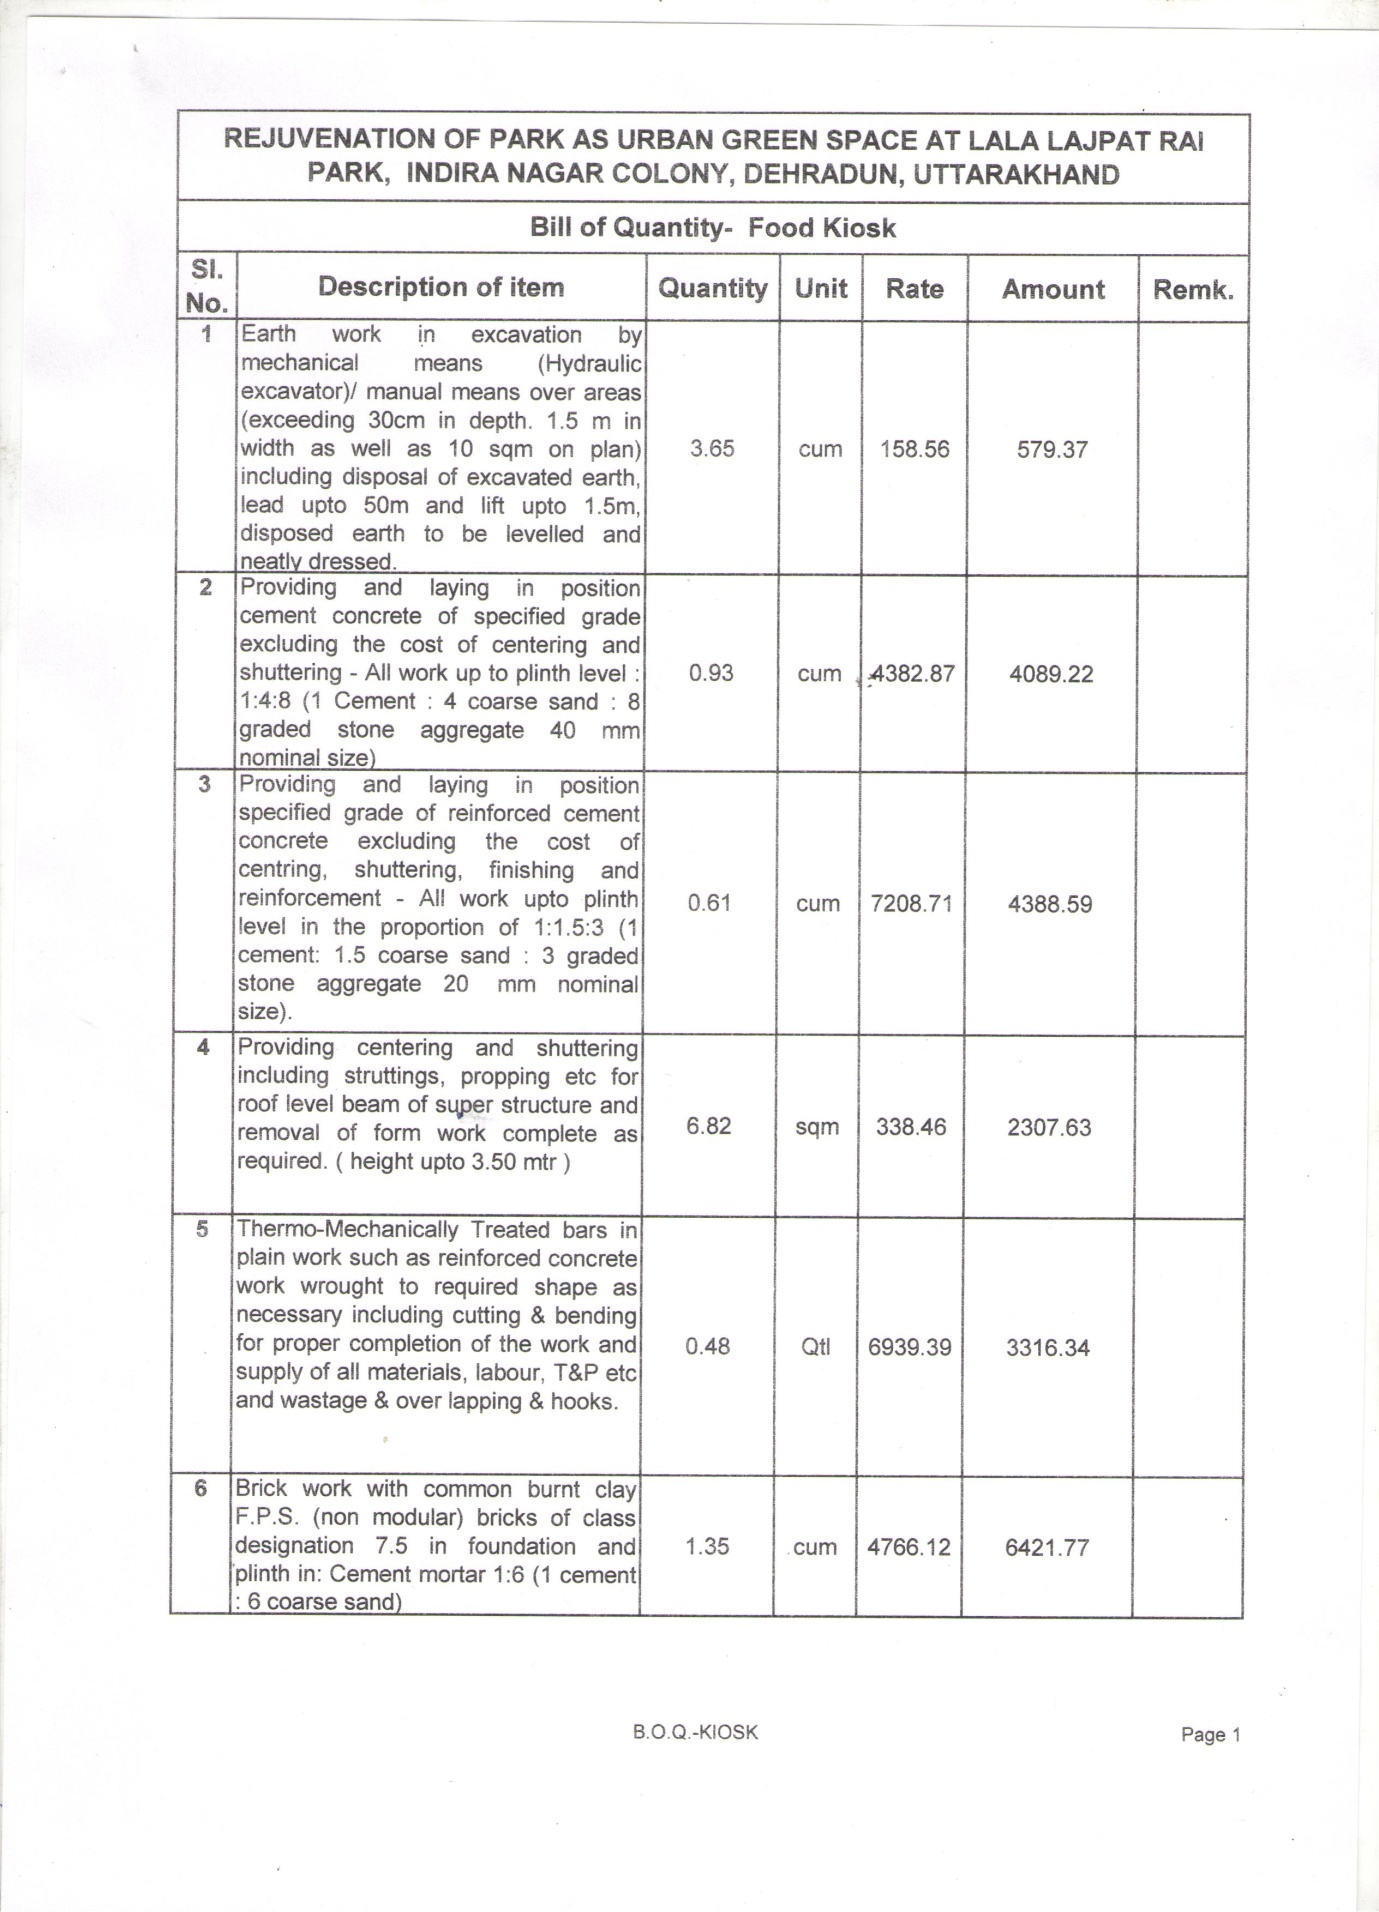 REJUVENATION OF PARK AS URBAN GREEN SPACE AT LALA LAJPAT RAI
PARK, INDIRA NAGAR COLONY, DEHRADUN, UTTARAKHAND
Bill of Quantity- Food Kiosk
Sl. No. Description of item Quantity Unit Rate Amount Remk.
1 Earth work in excavation by
mechanical means (Hydraulic
excavator)/ manual means over areas
(exceeding 30cm in depth. 1.5 m in
width as well as 10 sqm on plan) 3.65 cum 158.56 579.37
including disposal of excavated earth,
lead upto 50m and lift upto 1.5m,
disposed earth to be levelled and
neatly dressed.
2 Providing and laying in position
cement concrete of specified grade
excluding the cost of centering and
shuttering - All work up to plinth level : 0.93 cum 4382.87 4089.22
1:4:8 (1 Cement : 4 coarse sand : 8
graded stone aggregate 40 mm
nominal size)
3 Providing and laying in position
specified grade of reinforced cement
concrete excluding the cost of
centring, shuttering, finishing and
reinforcement - All work upto plinth 0.61 cum 7208.71 4388.59
level in the proportion of 1:1.5:3 (1
cement: 1.5 coarse sand : 3 graded
stone aggregate 20 mm nominal
size).
4 Providing centering and shuttering
including struttings, propping etc for
roof level beam of super structure and
removal of form work complete as 6.82 sqm 338.46 2307.63
required. ( height upto 3.50 mtr )
5 Thermo-Mechanically Treated bars in
plain work such as reinforced concrete
work wrought to required shape as
necessary including cutting & bending
for proper completion of the work and 0.48 Qtl 6939.39 3316.34
supply of all materials, labour, T&P etc
and wastage & over lapping & hooks.
6 Brick work with common burnt clay
F.P.S. (non modular) bricks of class
designation 7.5 in foundation and 1.35 cum 4766.12 6421.77
plinth in: Cement mortar 1:6 (1 cement
: 6 coarse sand)
B.O.Q.-KIOSK Page 1